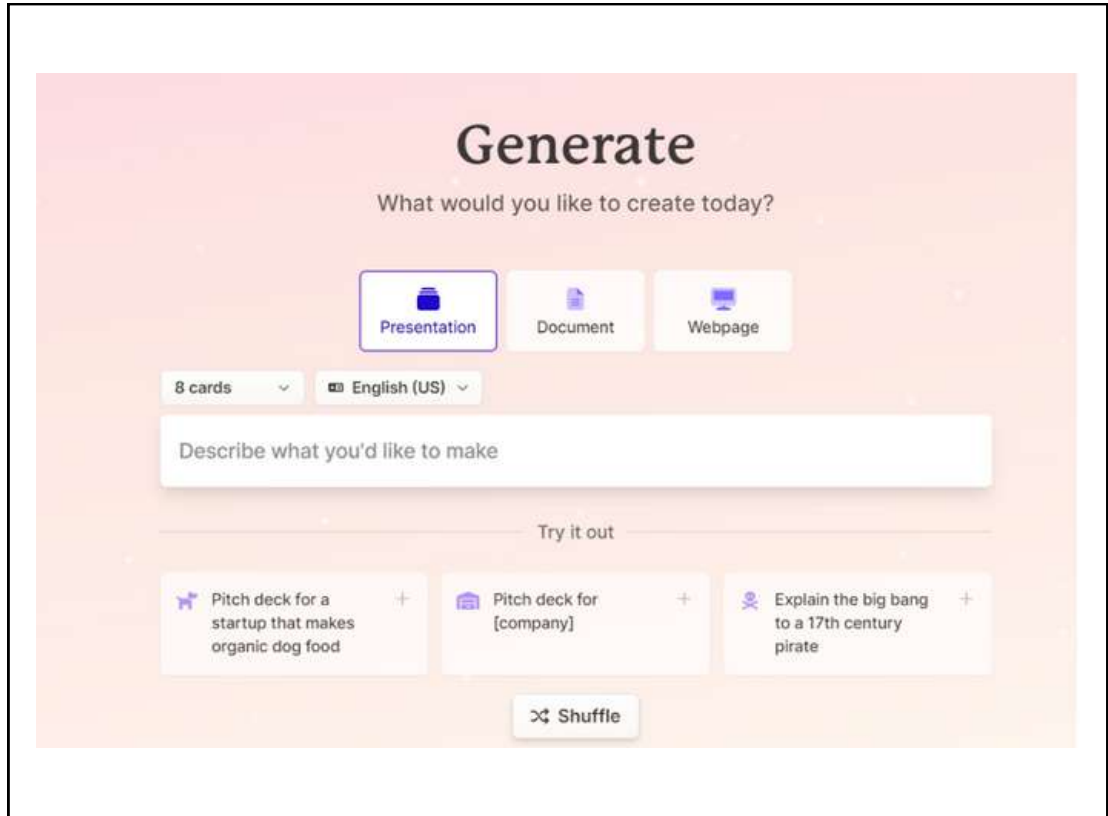 Generate
What would you like to create today?
Presentation
Document
Webpage
8 cards
English (US)
Describe what you'd like to make
Try it out
Pitch deck for a
startup that makes
organic dog food
Pitch deck for
[company]
Explain the big bang
to a 17th century
pirate
Shuffle